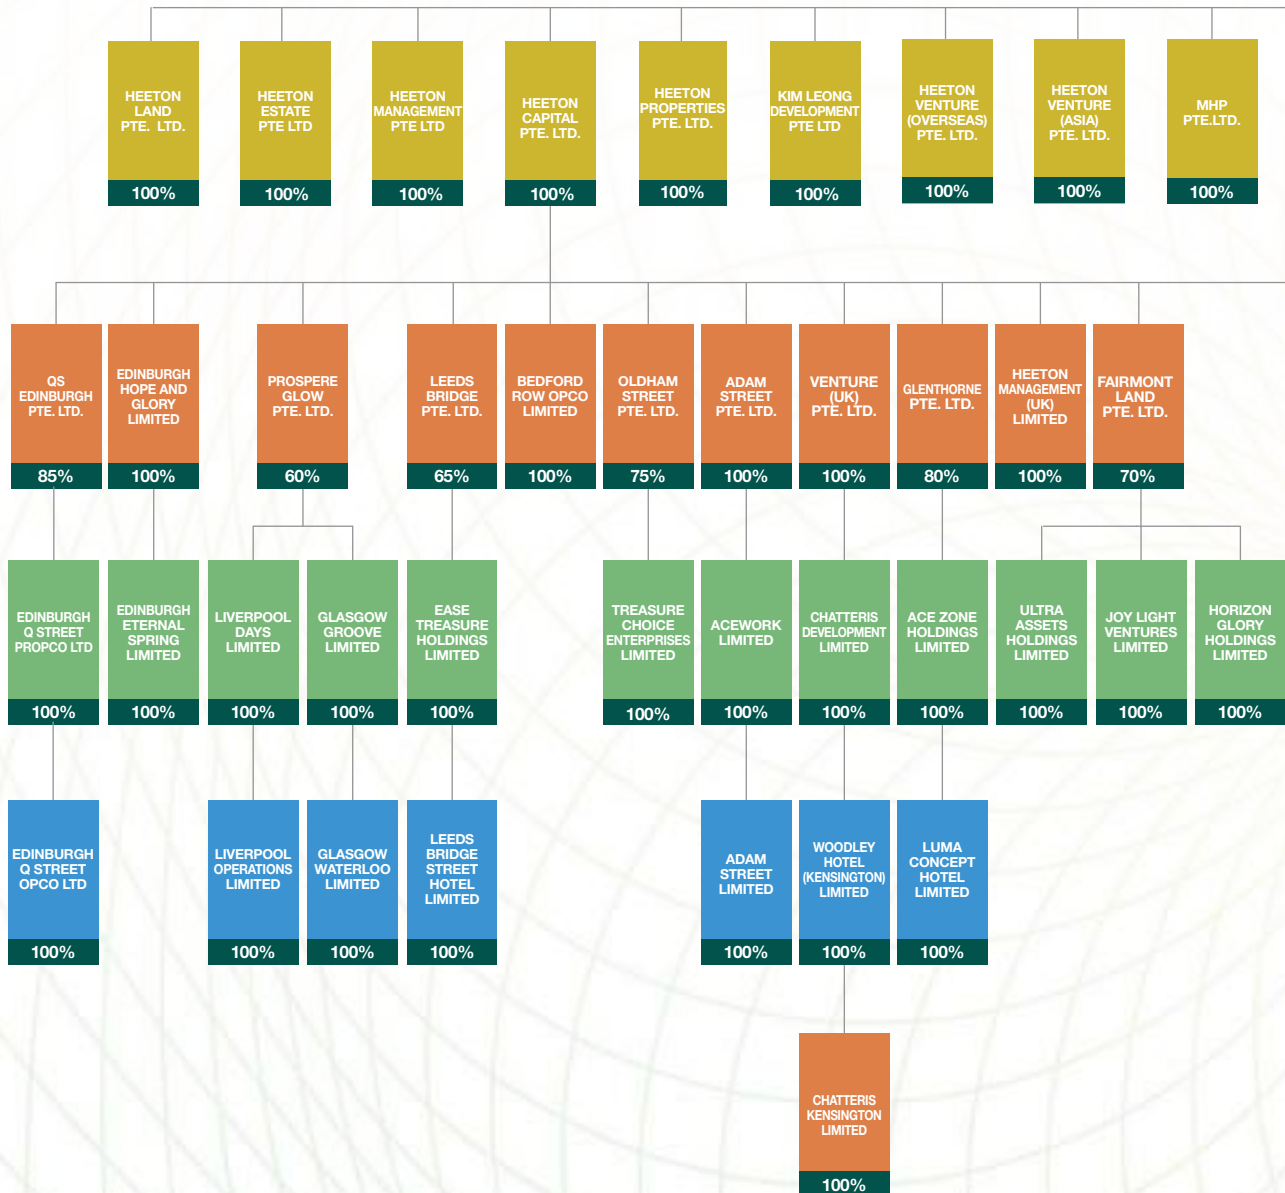 HEETON
LAND
PTE. LTD.
100%
HEETON
ESTATE
PTE LTD
100%
HEETON
MANAGEMENT
PTE LTD
100%
HEETON
CAPITAL
PTE. LTD.
100%
HEETON
PROPERTIES
PTE. LTD.
100%
KIM LEONG
DEVELOPMENT
PTE LTD
100%
HEETON
VENTURE
(OVERSEAS)
PTE. LTD.
100%
HEETON
VENTURE
(ASIA)
PTE. LTD.
100%
MHP
PTE.LTD.
100%
QS
EDINBURGH
PTE. LTD.
85%
EDINBURGH
HOPE AND
GLORY
LIMITED
100%
PROSPERE
GLOW
PTE. LTD.
60%
LEEDS
BRIDGE
PTE. LTD.
65%
BEDFORD
ROW OPCO
LIMITED
100%
OLDHAM
STREET
PTE. LTD.
75%
ADAM
STREET
PTE. LTD.
100%
VENTURE
(UK)
PTE. LTD.
100%
GLENTHORNE
PTE. LTD.
80%
HEETON
MANAGEMENT
(UK)
LIMITED
100%
FAIRMONT
LAND
PTE. LTD.
70%
EDINBURGH
Q STREET
PROPCO LTD
100%
EDINBURGH
ETERNAL
SPRING
LIMITED
100%
LIVERPOOL
DAYS
LIMITED
100%
GLASGOW
GROOVE
LIMITED
100%
EASE
TREASURE
HOLDINGS
LIMITED
100%
TREASURE
CHOICE
ENTERPRISES
LIMITED
100%
ACEWORK
LIMITED
100%
CHATTERIS
DEVELOPMENT
LIMITED
100%
ACE ZONE
HOLDINGS
LIMITED
100%
ULTRA
ASSETS
HOLDINGS
LIMITED
100%
JOY LIGHT
VENTURES
LIMITED
100%
HORIZON
GLORY
HOLDINGS
LIMITED
100%
EDINBURGH
Q STREET
OPCO LTD
100%
LIVERPOOL
OPERATIONS
LIMITED
100%
GLASGOW
WATERLOO
LIMITED
100%
LEEDS
BRIDGE
STREET
HOTEL
LIMITED
100%
ADAM
STREET
LIMITED
100%
WOODLEY
HOTEL
(KENSINGTON)
LIMITED
100%
LUMA
CONCEPT
HOTEL
LIMITED
100%
CHATTERIS
KENSINGTON
LIMITED
100%